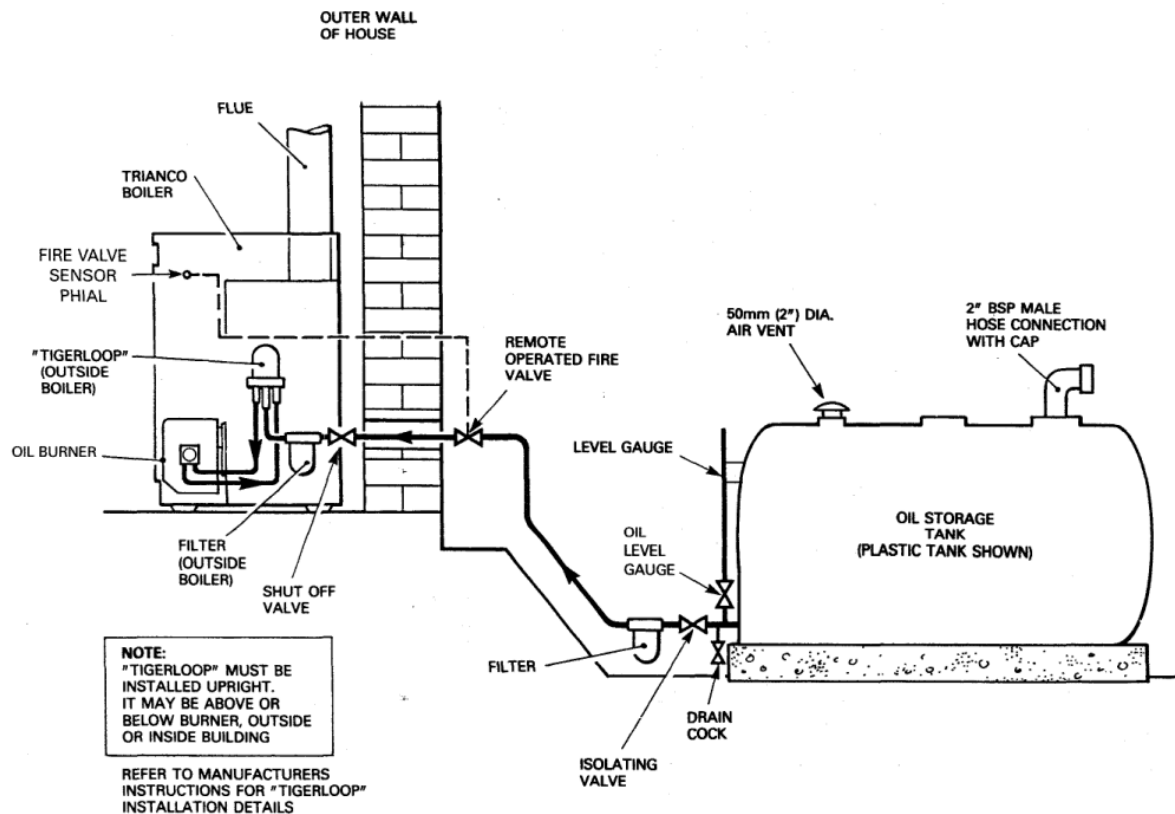 OUTER WALL
OF HOUSE
FLUE
TRIANCO
BOILER
FIRE VALVE
SENSOR
PHIAL
"TIGERLOOP"
(OUTSIDE
BOILER)
OIL BURNER
FILTER
(OUTSIDE
BOILER)
SHUT OFF
VALVE
REMOTE
OPERATED FIRE
VALVE
50mm (2") DIA.
AIR VENT
2" BSP MALE
HOSE CONNECTION
WITH CAP
LEVEL GAUGE
OIL
LEVEL
GAUGE
OIL STORAGE
TANK
(PLASTIC TANK SHOWN)
FILTER
DRAIN
COCK
ISOLATING
VALVE
NOTE:
"TIGERLOOP" MUST BE
INSTALLED UPRIGHT.
IT MAY BE ABOVE OR
BELOW BURNER, OUTSIDE
OR INSIDE BUILDING
REFER TO MANUFACTURERS
INSTRUCTIONS FOR "TIGERLOOP"
INSTALLATION DETAILS